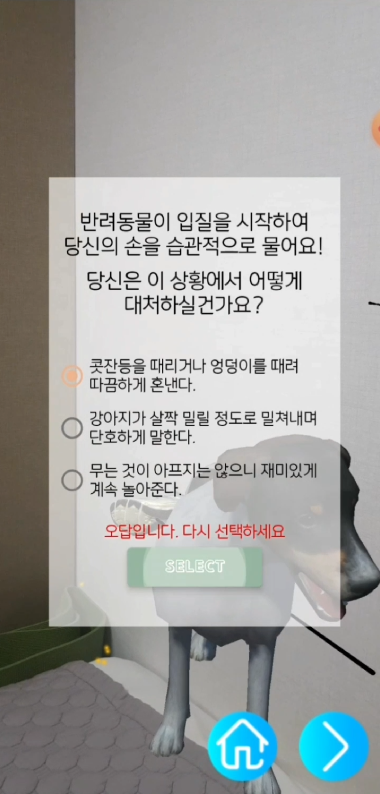 반려동물이 입질을 시작하여
당신의 손을 습관적으로 물어요!
당신은 이 상황에서 어떻게
대처하실건가요?
콧잔등을 때리거나 엉덩이를 때려
따끔하게 혼낸다.
강아지가 살짝 밀릴 정도로 밀쳐내며
단호하게 말한다.
무는 것이 아프지는 않으니 재미있게
계속 놀아준다.
오답입니다. 다시 선택하세요
SELECT